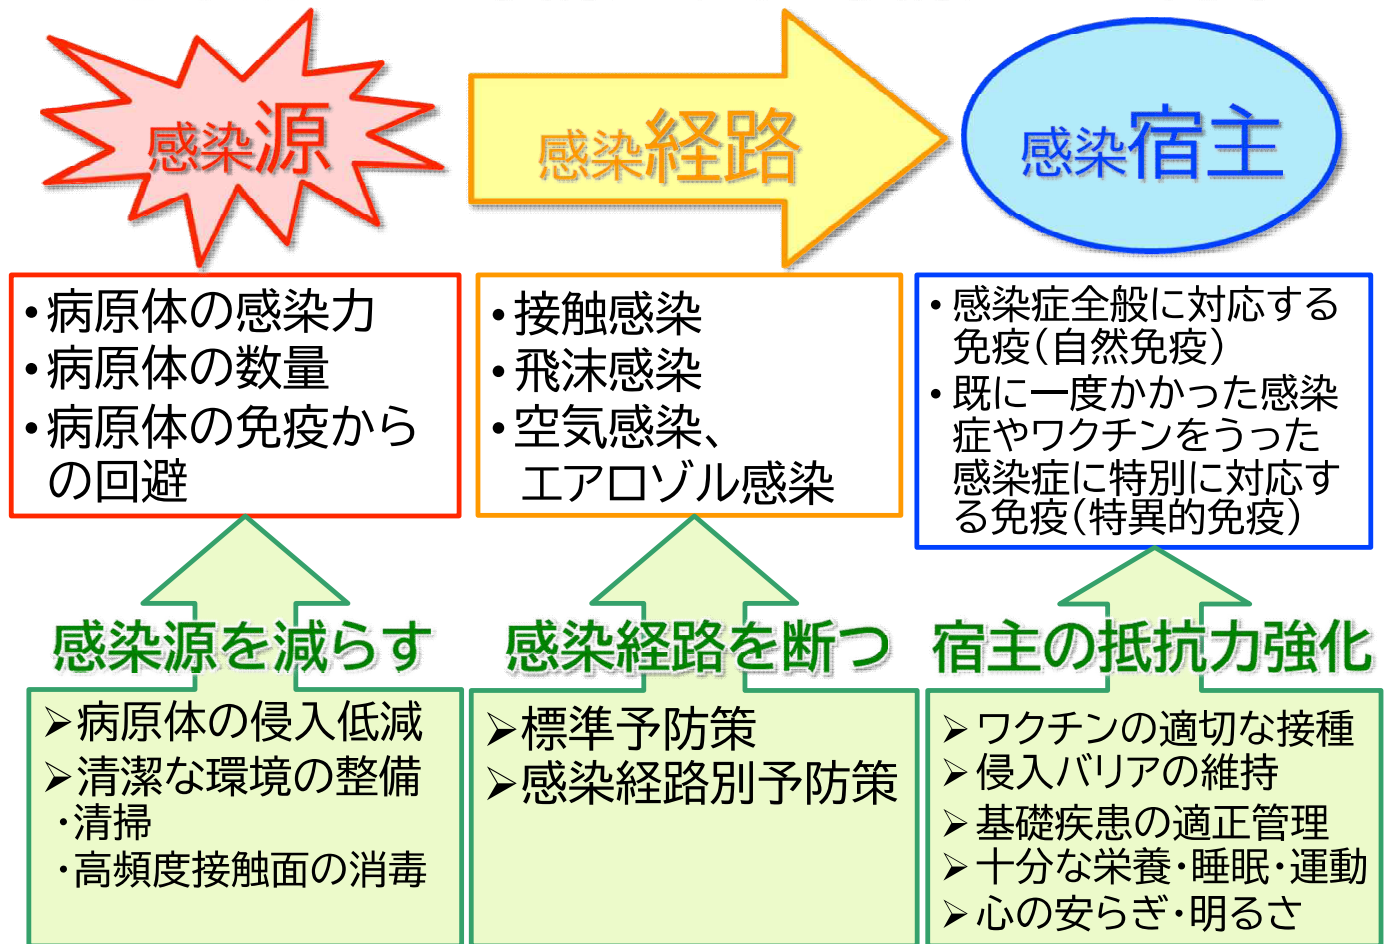 感染源
感染経路
感染宿主
・病原体の感染力
・病原体の数量
・病原体の免疫から
の回避
・接触感染
・飛沫感染
・空気感染、
エアロゾル感染
・感染症全般に対応する
免疫(自然免疫)
・既に一度かかった感染
症やワクチンをうった
感染症に特別に対応す
る免疫(特異的免疫)
感染源を減らす
感染経路を断つ
宿主の抵抗力強化
➢病原体の侵入低減
➢清潔な環境の整備
・清掃
・高頻度接触面の消毒
➢標準予防策
➢感染経路別予防策
➢ワクチンの適切な接種
➢侵入バリアの維持
➢基礎疾患の適正管理
➢十分な栄養・睡眠・運動
➢心の安らぎ・明るさ